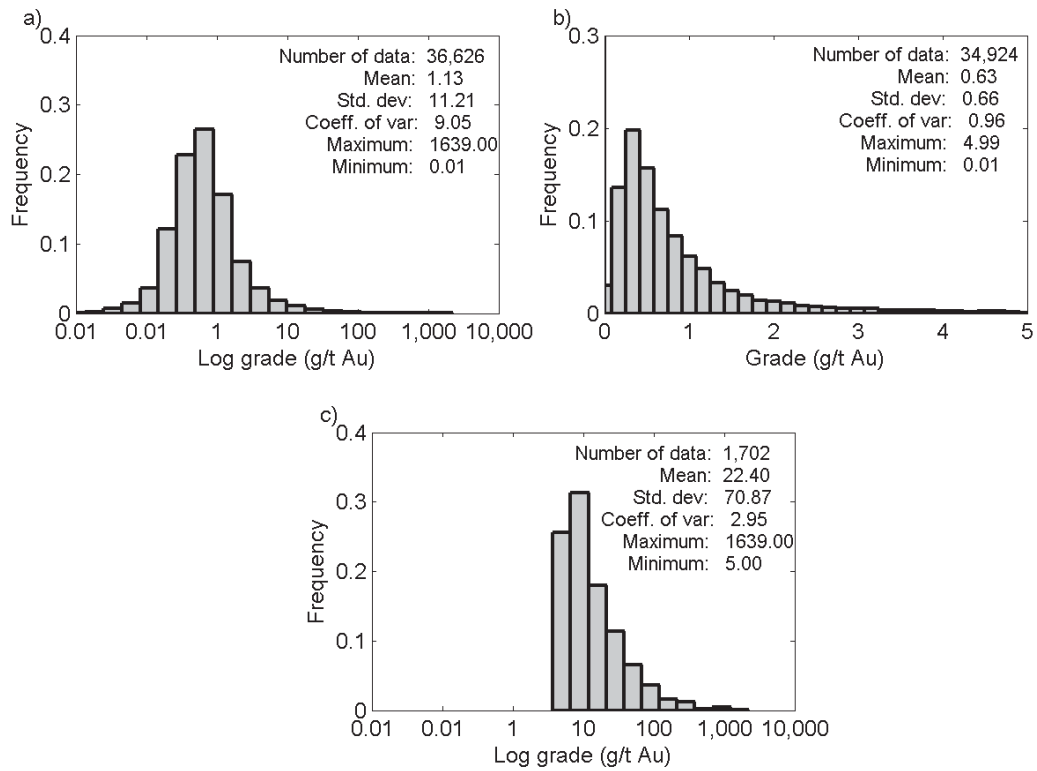 a)
Number of data: 36,626
Mean: 1.13
Std. dev: 11.21
Coeff. of var: 9.05
Maximum: 1639.00
Minimum: 0.01
Frequency
0.4
0.3
0.2
0.1
0
0.01 0.01 1 10 100 1,000 10,000
Log grade (g/t Au)
b)
Number of data: 34,924
Mean: 0.63
Std. dev: 0.66
Coeff. of var: 0.96
Maximum: 4.99
Minimum: 0.01
Frequency
0.3
0.2
0.1
0
0 1 2 3 4 5
Grade (g/t Au)
c)
Number of data: 1,702
Mean: 22.40
Std. dev: 70.87
Coeff. of var: 2.95
Maximum: 1639.00
Minimum: 5.00
Frequency
0.4
0.3
0.2
0.1
0
0.01 0.01 1 10 100 1,000 10,000
Log grade (g/t Au)